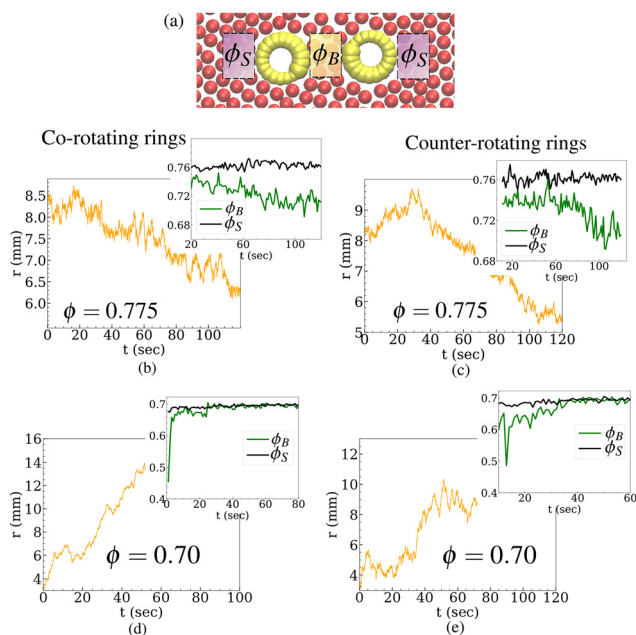 (a)
ϕS ϕB ϕS
Co-rotating rings
Counter-rotating rings
0.76
0.72
0.68
ϕB
ϕS
20 60 100
t (sec)
8.5
8.0
7.5
7.0
6.5
6.0
r (mm)
ϕ = 0.775
0 20 40 60 80 100
t (sec)
(b)
0.76
0.72
0.68
ϕB
ϕS
20 40 60 80 100
t (sec)
9
8
7
6
5
r (mm)
ϕ = 0.775
0 20 40 60 80 100 120
t (sec)
(c)
0.7
0.6
0.5
0.4
ϕB
ϕS
0 20 40 60 80
t (sec)
16
14
12
10
8
6
4
r (mm)
ϕ = 0.70
0 20 40 60 80 100
t (sec)
(d)
0.7
0.6
0.5
0.4
ϕB
ϕS
20 30 40 50 60
t (sec)
12
10
8
6
4
r (mm)
ϕ = 0.70
0 20 40 60 80 100 120
t (sec)
(e)